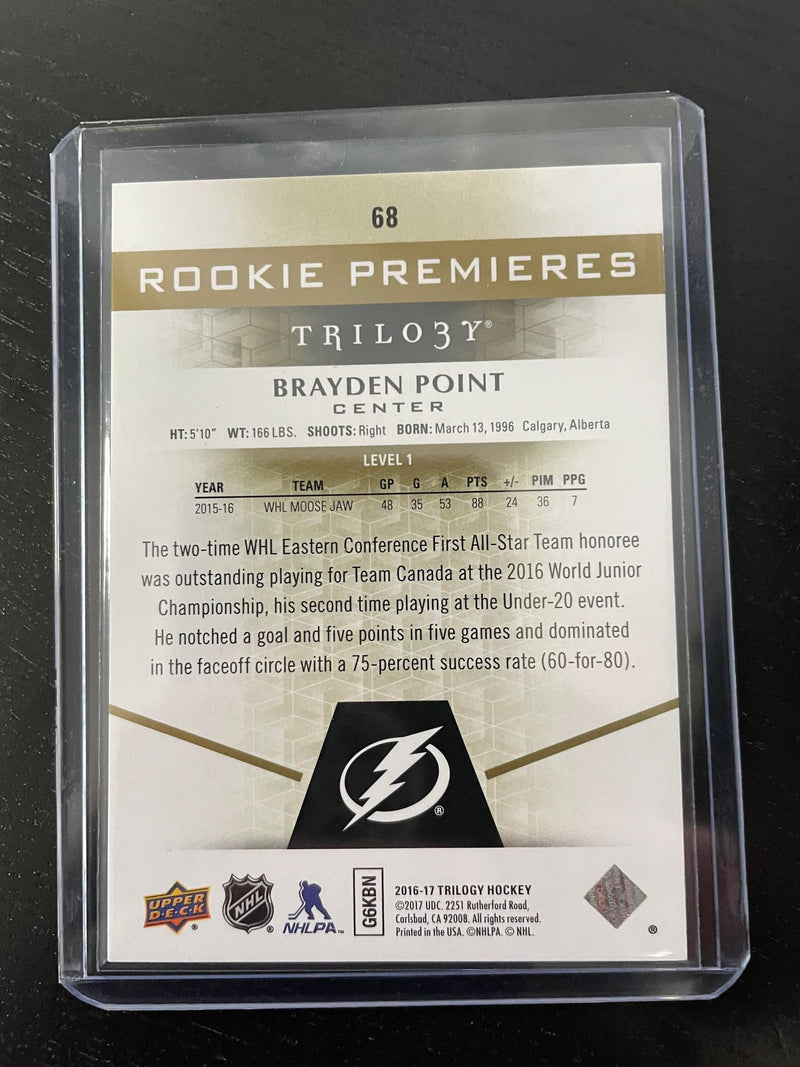 68
ROOKIE PREMIERES
TRILO3Y®
BRAYDEN POINT
CENTER
HT: 5'10" WT: 166 LBS. SHOOTS: Right BORN: March 13, 1996 Calgary, Alberta
LEVEL 1
YEAR TEAM GP G A PTS +/- PIM PPG
2015-16 WHL MOOSE JAW 48 35 53 88 24 36 7
The two-time WHL Eastern Conference First All-Star Team honoree
was outstanding playing for Team Canada at the 2016 World Junior
Championship, his second time playing at the Under-20 event.
He notched a goal and five points in five games and dominated
in the faceoff circle with a 75-percent success rate (60-for-80).
®
UPPER
D·E·C·K
®
NHL
®
NHLPA™
G6KBN
2016-17 TRILOGY HOCKEY
©2017 UDC. 2251 Rutherford Road,
Carlsbad, CA 92008. All rights reserved.
Printed in the USA. ©NHLPA. © NHL.
®